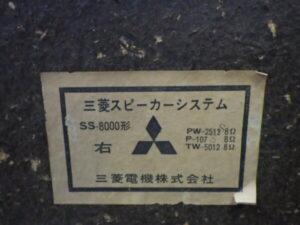 三菱スピーカーシステム
SS-8000形
右
PW-2513 8Ω
P-107 8Ω
TW-5012 8Ω
三菱電機株式会社